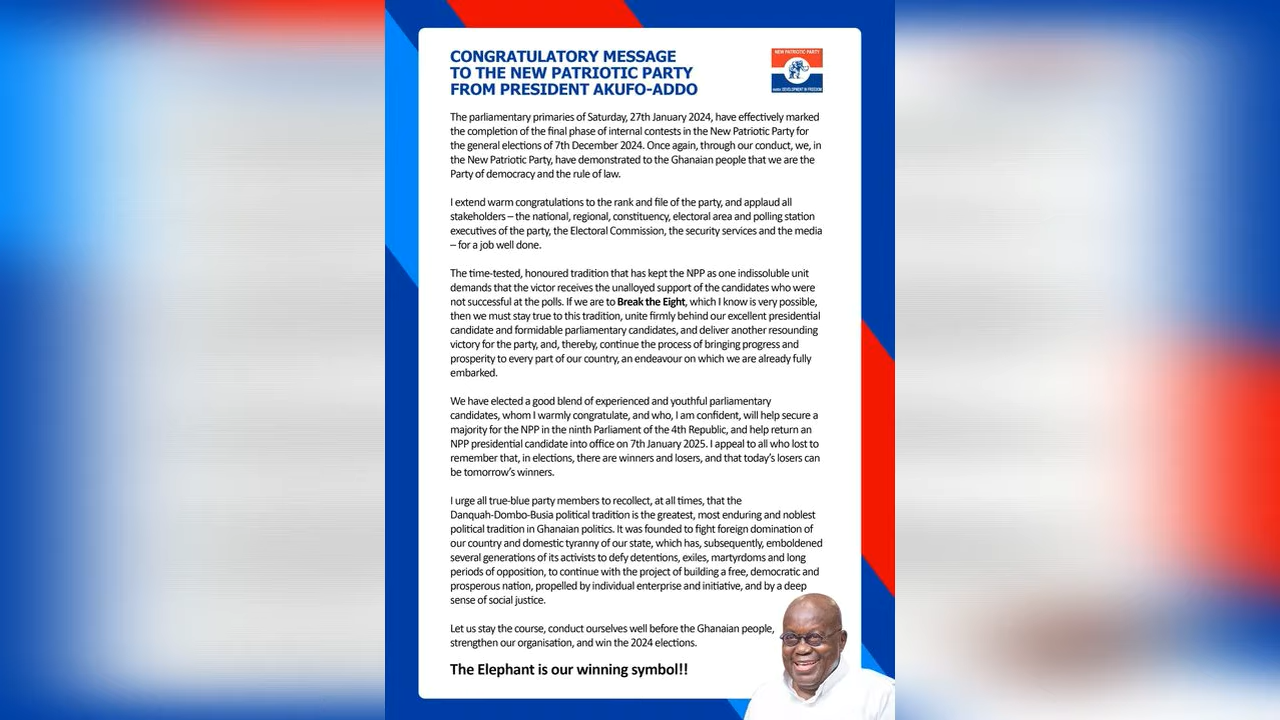 CONGRATULATORY MESSAGE
TO THE NEW PATRIOTIC PARTY
FROM PRESIDENT AKUFO-ADDO
NEW PATRIOTIC PARTY
DEVELOPMENT IN FREEDOM
The parliamentary primaries of Saturday, 27th January 2024, have effectively marked
the completion of the final phase of internal contests in the New Patriotic Party for
the general elections of 7th December 2024. Once again, through our conduct, we, in
the New Patriotic Party, have demonstrated to the Ghanaian people that we are the
Party of democracy and the rule of law.
I extend warm congratulations to the rank and file of the party, and applaud all
stakeholders – the national, regional, constituency, electoral area and polling station
executives of the party, the Electoral Commission, the security services and the media
– for a job well done.
The time-tested, honoured tradition that has kept the NPP as one indissoluble unit
demands that the victor receives the unalloyed support of the candidates who were
not successful at the polls. If we are to Break the Eight, which I know is very possible,
then we must stay true to this tradition, unite firmly behind our excellent presidential
candidate and formidable parliamentary candidates, and deliver another resounding
victory for the party, and, thereby, continue the process of bringing progress and
prosperity to every part of our country, an endeavour on which we are already fully
embarked.
We have elected a good blend of experienced and youthful parliamentary
candidates, whom I warmly congratulate, and who, I am confident, will help secure a
majority for the NPP in the ninth Parliament of the 4th Republic, and help return an
NPP presidential candidate into office on 7th January 2025. I appeal to all who lost to
remember that, in elections, there are winners and losers, and that today's losers can
be tomorrow's winners.
I urge all true-blue party members to recollect, at all times, that the
Danquah-Dombo-Busia political tradition is the greatest, most enduring and noblest
political tradition in Ghanaian politics. It was founded to fight foreign domination of
our country and domestic tyranny of our state, which has, subsequently, emboldened
several generations of its activists to defy detentions, exiles, martyrdoms and long
periods of opposition, to continue with the project of building a free, democratic and
prosperous nation, propelled by individual enterprise and initiative, and by a deep
sense of social justice.
Let us stay the course, conduct ourselves well before the Ghanaian people,
strengthen our organisation, and win the 2024 elections.
The Elephant is our winning symbol!!